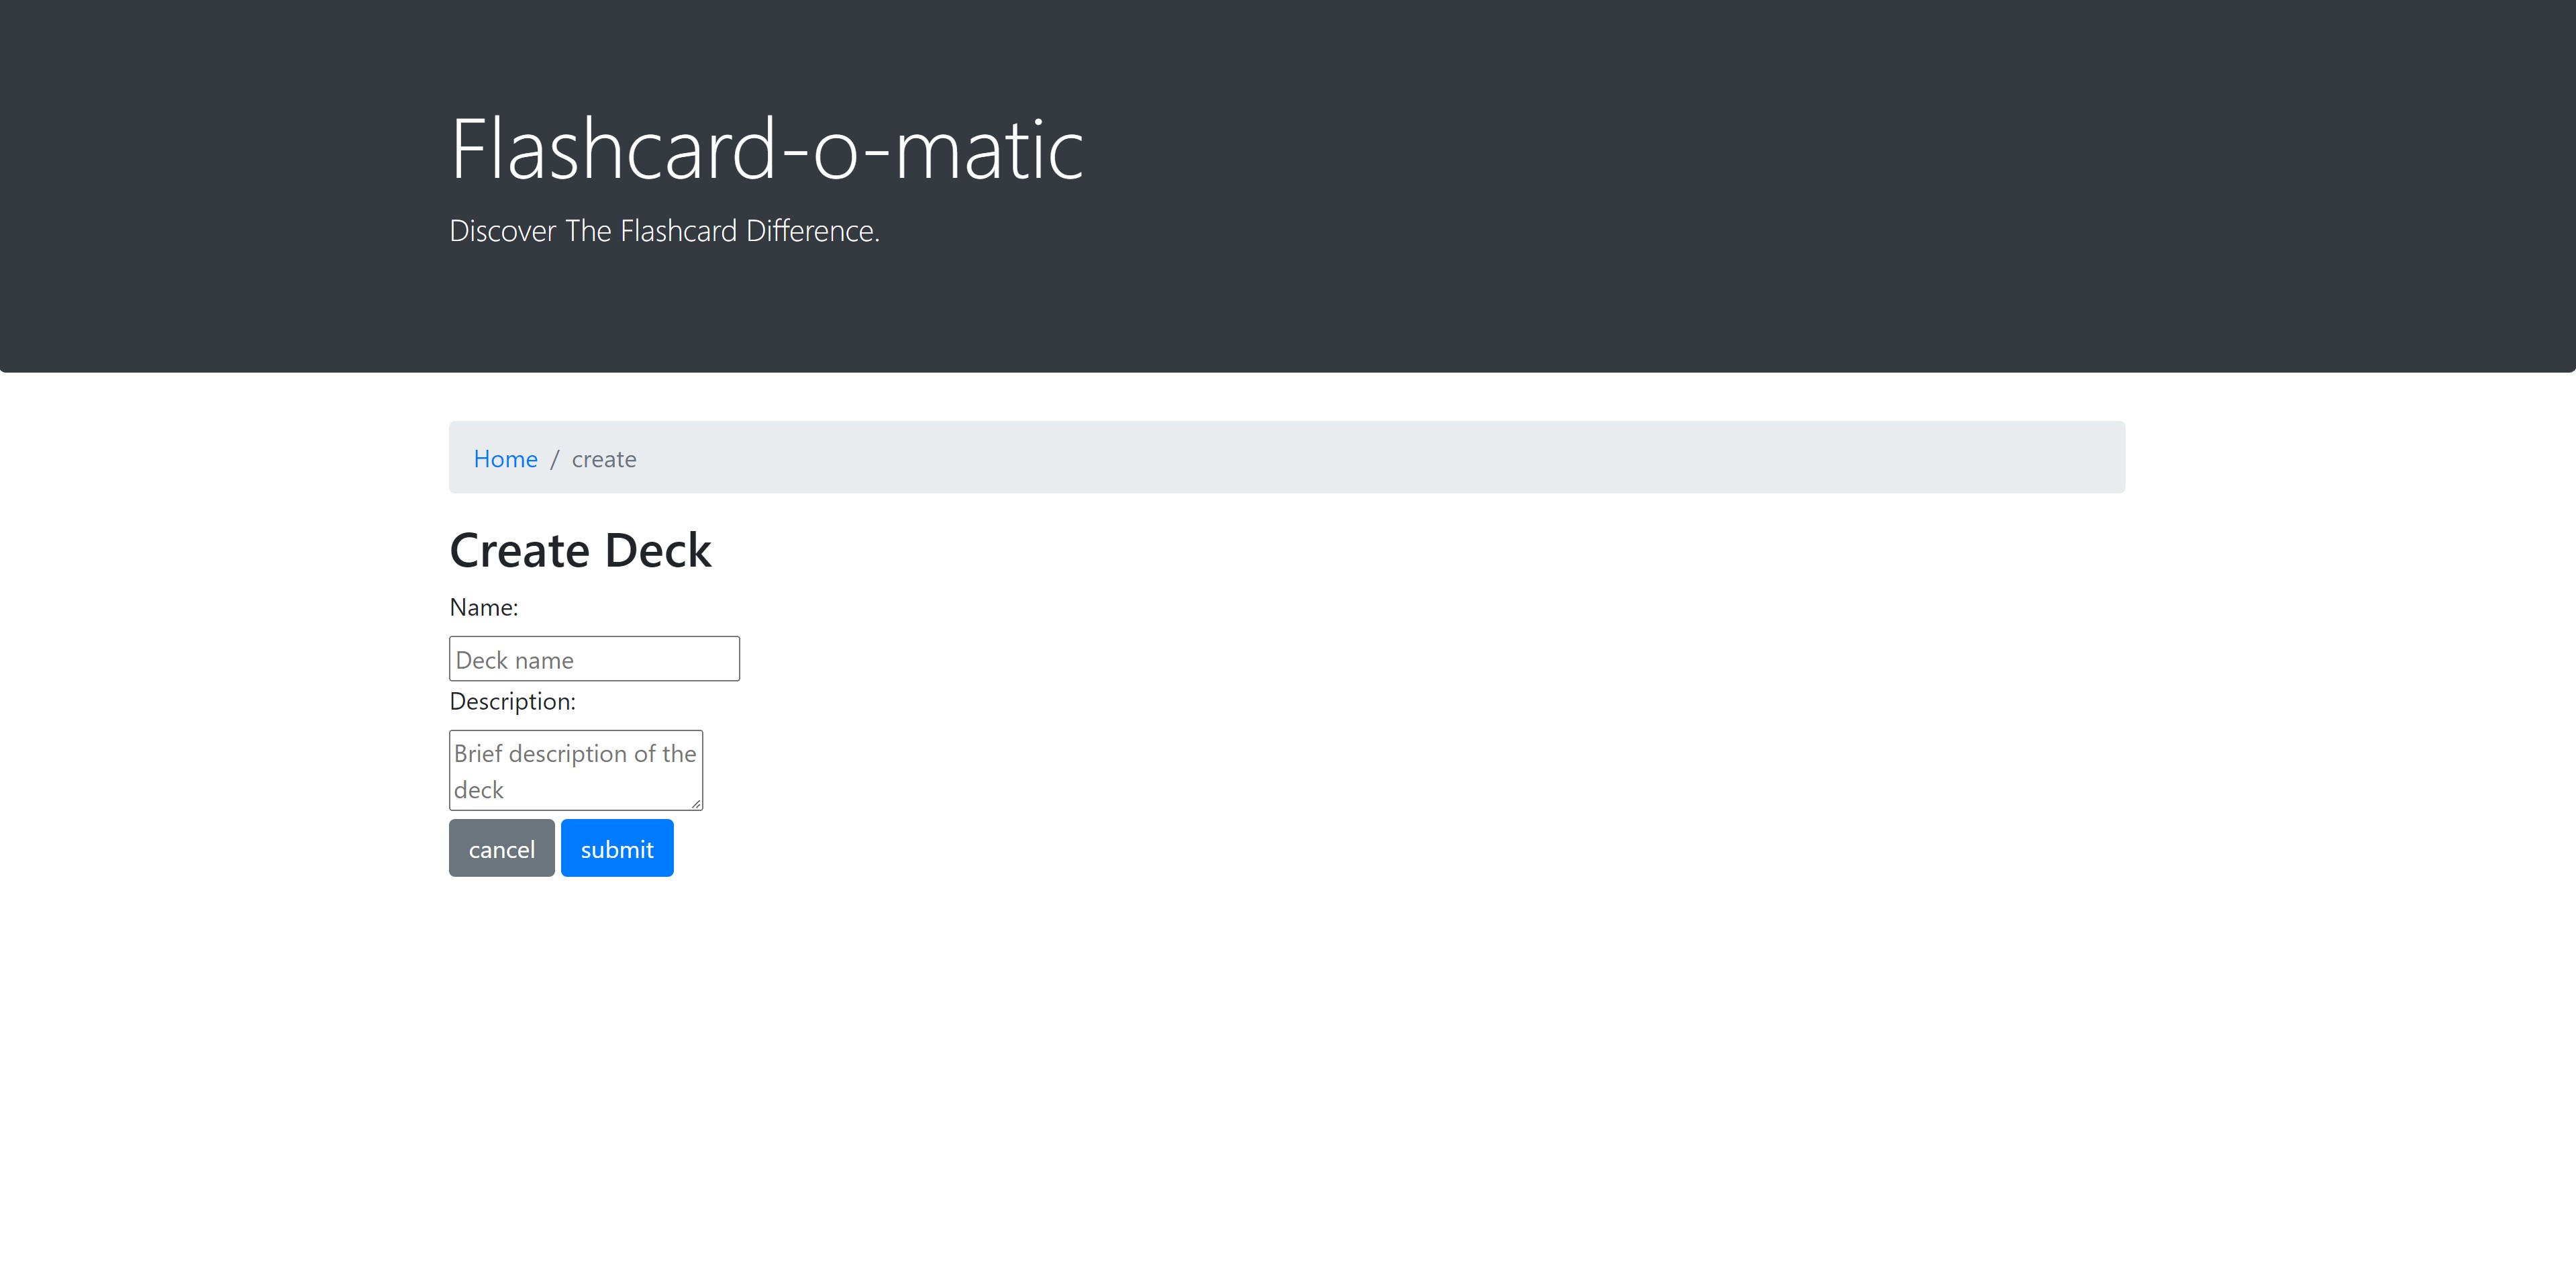 Flashcard-o-matic
Discover The Flashcard Difference.
Home / create
Create Deck
Name:
Deck name
Description:
Brief description of the
deck
cancel submit